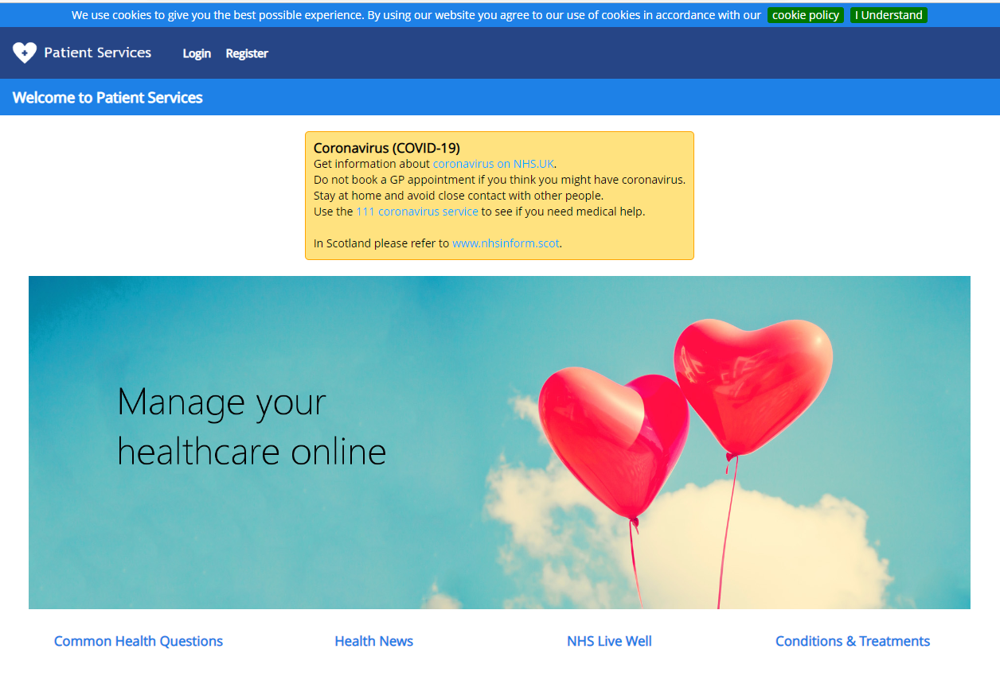 We use cookies to give you the best possible experience. By using our website you agree to our use of cookies in accordance with our cookie policy I Understand
Patient Services Login Register
Welcome to Patient Services
Coronavirus (COVID-19)
Get information about coronavirus on NHS.UK.
Do not book a GP appointment if you think you might have coronavirus.
Stay at home and avoid close contact with other people.
Use the 111 coronavirus service to see if you need medical help.
In Scotland please refer to www.nhsinform.scot.
Manage your
healthcare online
Common Health Questions Health News NHS Live Well Conditions & Treatments